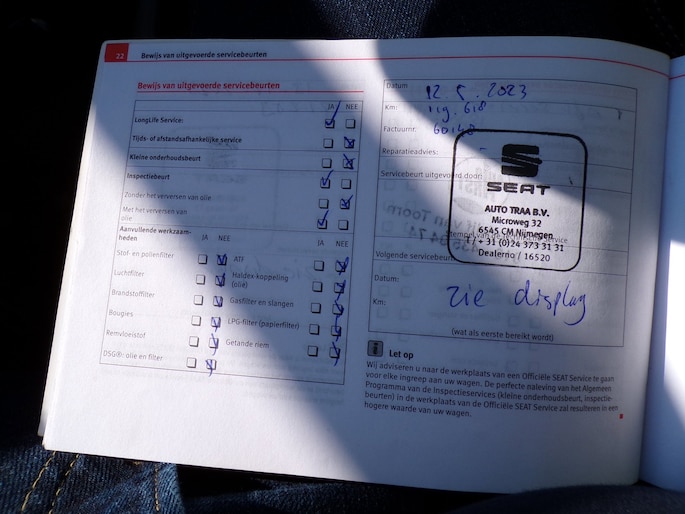 22 Bewijs van uitgevoerde servicebeurten
Bewijs van uitgevoerde servicebeurten
JA NEE
LongLife Service:
Tijds- of afstandsafhankelijke service
Kleine onderhoudsbeurt
Inspectiebeurt
Zonder het verversen van olie
Met het verversen van
olie
Aanvullende werkzaam-
heden
JA NEE JA NEE
Stof- en pollenfilter ATF
Luchtfilter Haldex-koppeling
(olie)
Brandstoffilter Gasfilter en slangen
Bougies LPG-filter (papierfilter)
Remvloeistof Getande riem
DSG®: olie en filter
Datum 12. 5. 2023
Km: 119.618
Factuurnr. 60148
Reparatieadvies: -
Servicebeurt uitgevoerd door:
SEAT
AUTO TRAA B.V.
Microweg 32
6545 CM Nijmegen
T / + 31 (0)24 373 31 31
Dealerno / 16520
Volgende servicebeurt
Datum:
Km:
zie display
(wat als eerste bereikt wordt)
Let op
Wij adviseren u naar de werkplaats van een Officiële SEAT Service te gaan
voor elke ingreep aan uw wagen. De perfecte naleving van het Algemeen
Programma van de Inspectieservices (kleine onderhoudsbeurt, inspectie-
beurten) in de werkplaats van de Officiële SEAT Service zal resulteren in een
hogere waarde van uw wagen.